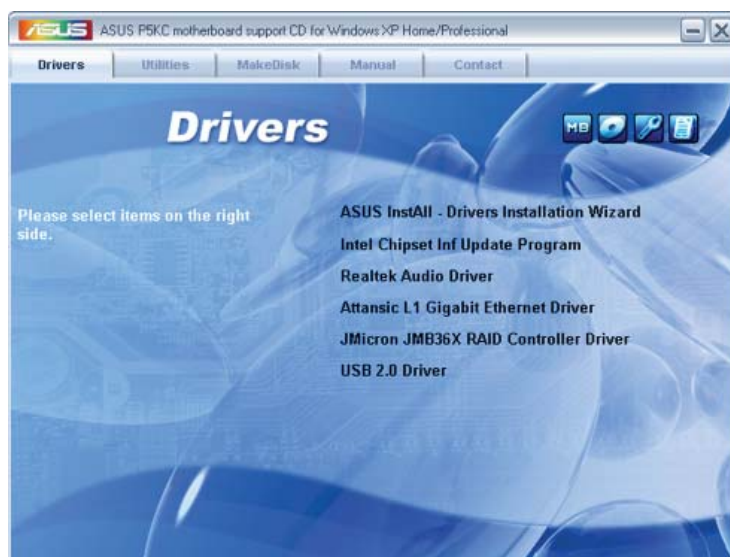 ASUS ASUS P5KC motherboard support CD for Windows XP Home/Professional
Drivers Utilities MakeDisk Manual Contact
Drivers
MB
Please select items on the right
side.
ASUS InstAll - Drivers Installation Wizard
Intel Chipset Inf Update Program
Realtek Audio Driver
Attansic L1 Gigabit Ethernet Driver
JMicron JMB36X RAID Controller Driver
USB 2.0 Driver